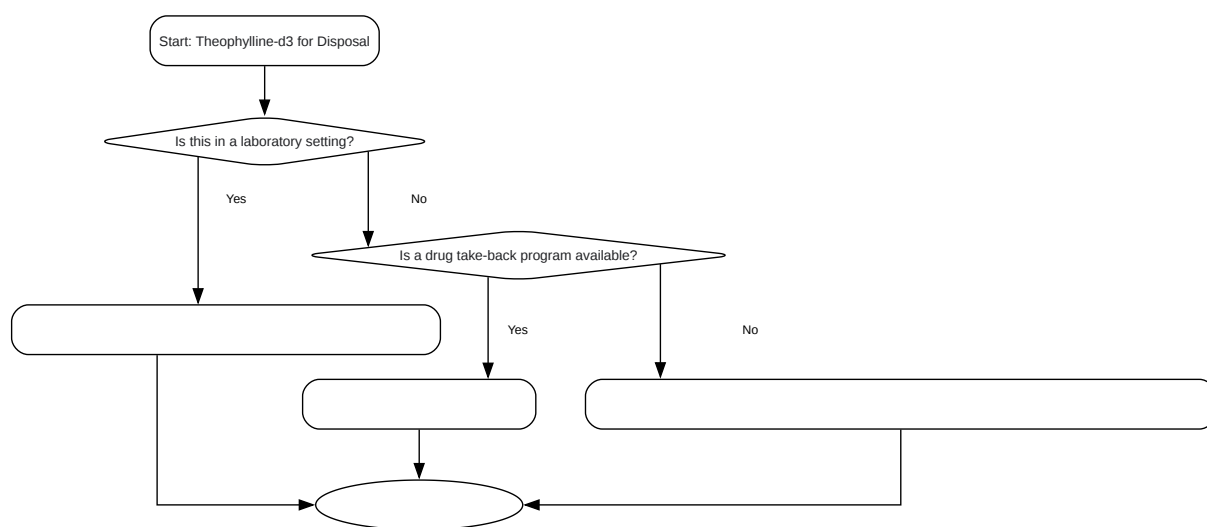 Start: Theophylline-d3 for Disposal
Is this in a laboratory setting?
Yes
No
Is a drug take-back program available?
Yes
No